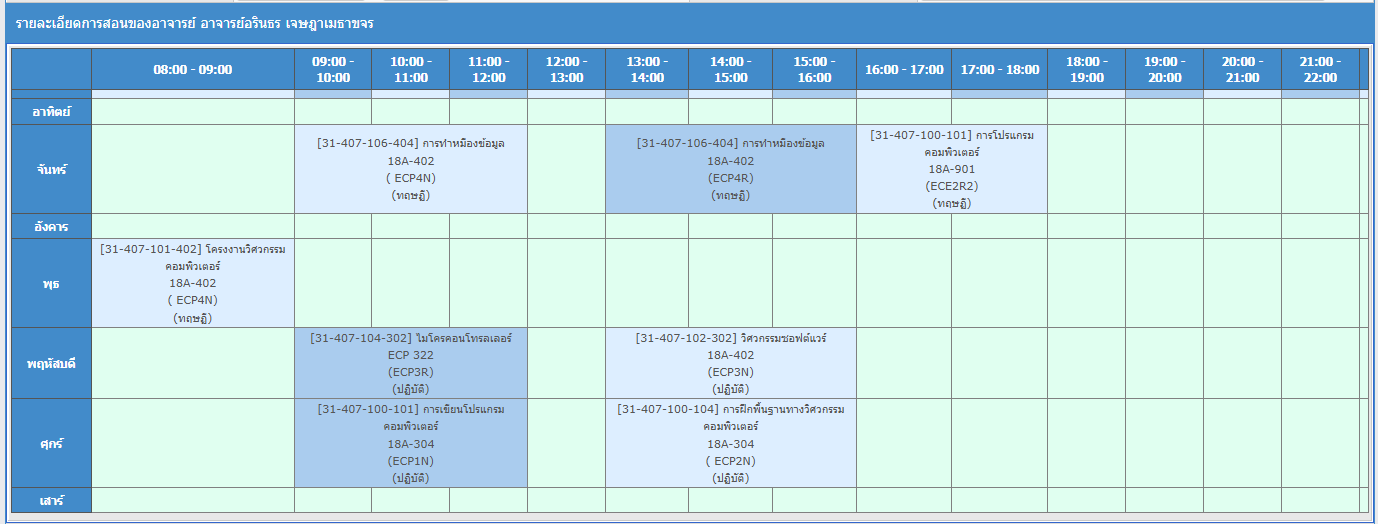 รายละเอียดการสอนของอาจารย์ อาจารย์อรินธร เจษฎาเมธาขจร
08:00 - 09:00
09:00 - 10:00
10:00 - 11:00
11:00 - 12:00
12:00 - 13:00
13:00 - 14:00
14:00 - 15:00
15:00 - 16:00
16:00 - 17:00
17:00 - 18:00
18:00 - 19:00
19:00 - 20:00
20:00 - 21:00
21:00 - 22:00
อาทิตย์
จันทร์
[31-407-106-404] การทำเหมืองข้อมูล
18A-402
( ECP4N)
(ทฤษฎี)
[31-407-106-404] การทำเหมืองข้อมูล
18A-402
(ECP4R)
(ทฤษฎี)
[31-407-100-101] การโปรแกรม
คอมพิวเตอร์
18A-901
(ECE2R2)
(ทฤษฎี)
อังคาร
พุธ
[31-407-101-402] โครงงานวิศวกรรม
คอมพิวเตอร์
18A-402
( ECP4N)
(ทฤษฎี)
พฤหัสบดี
[31-407-104-302] ไมโครคอนโทรลเลอร์
ECP 322
(ECP3R)
(ปฏิบัติ)
[31-407-102-302] วิศวกรรมซอฟต์แวร์
18A-402
(ECP3N)
(ปฏิบัติ)
ศุกร์
[31-407-100-101] การเขียนโปรแกรม
คอมพิวเตอร์
18A-304
(ECP1N)
(ปฏิบัติ)
[31-407-100-104] การฝึกพื้นฐานทางวิศวกรรม
คอมพิวเตอร์
18A-304
( ECP2N)
(ปฏิบัติ)
เสาร์